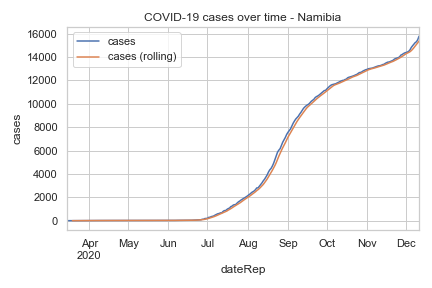 COVID-19 cases over time - Namibia
cases
cases (rolling)
16000
14000
12000
10000
8000
6000
4000
2000
0
cases
Apr May Jun Jul Aug Sep Oct Nov Dec
2020
dateRep